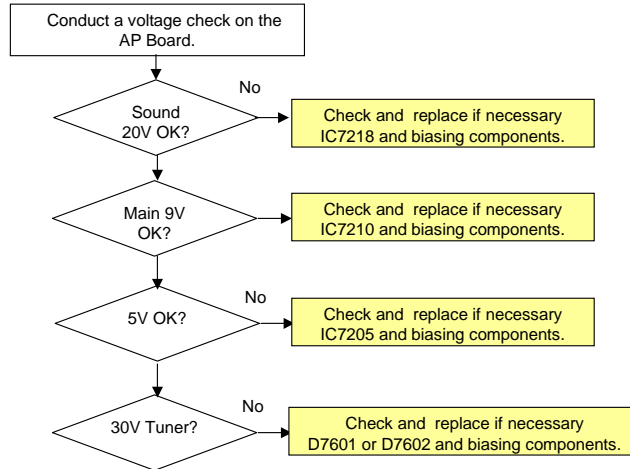 Conduct a voltage check on the
AP Board.
No
Sound
20V OK?
Check and replace if necessary
IC7218 and biasing components.
Main 9V
OK?
Check and replace if necessary
IC7210 and biasing components.
No
5V OK?
Check and replace if necessary
IC7205 and biasing components.
No
30V Tuner?
Check and replace if necessary
D7601 or D7602 and biasing components.